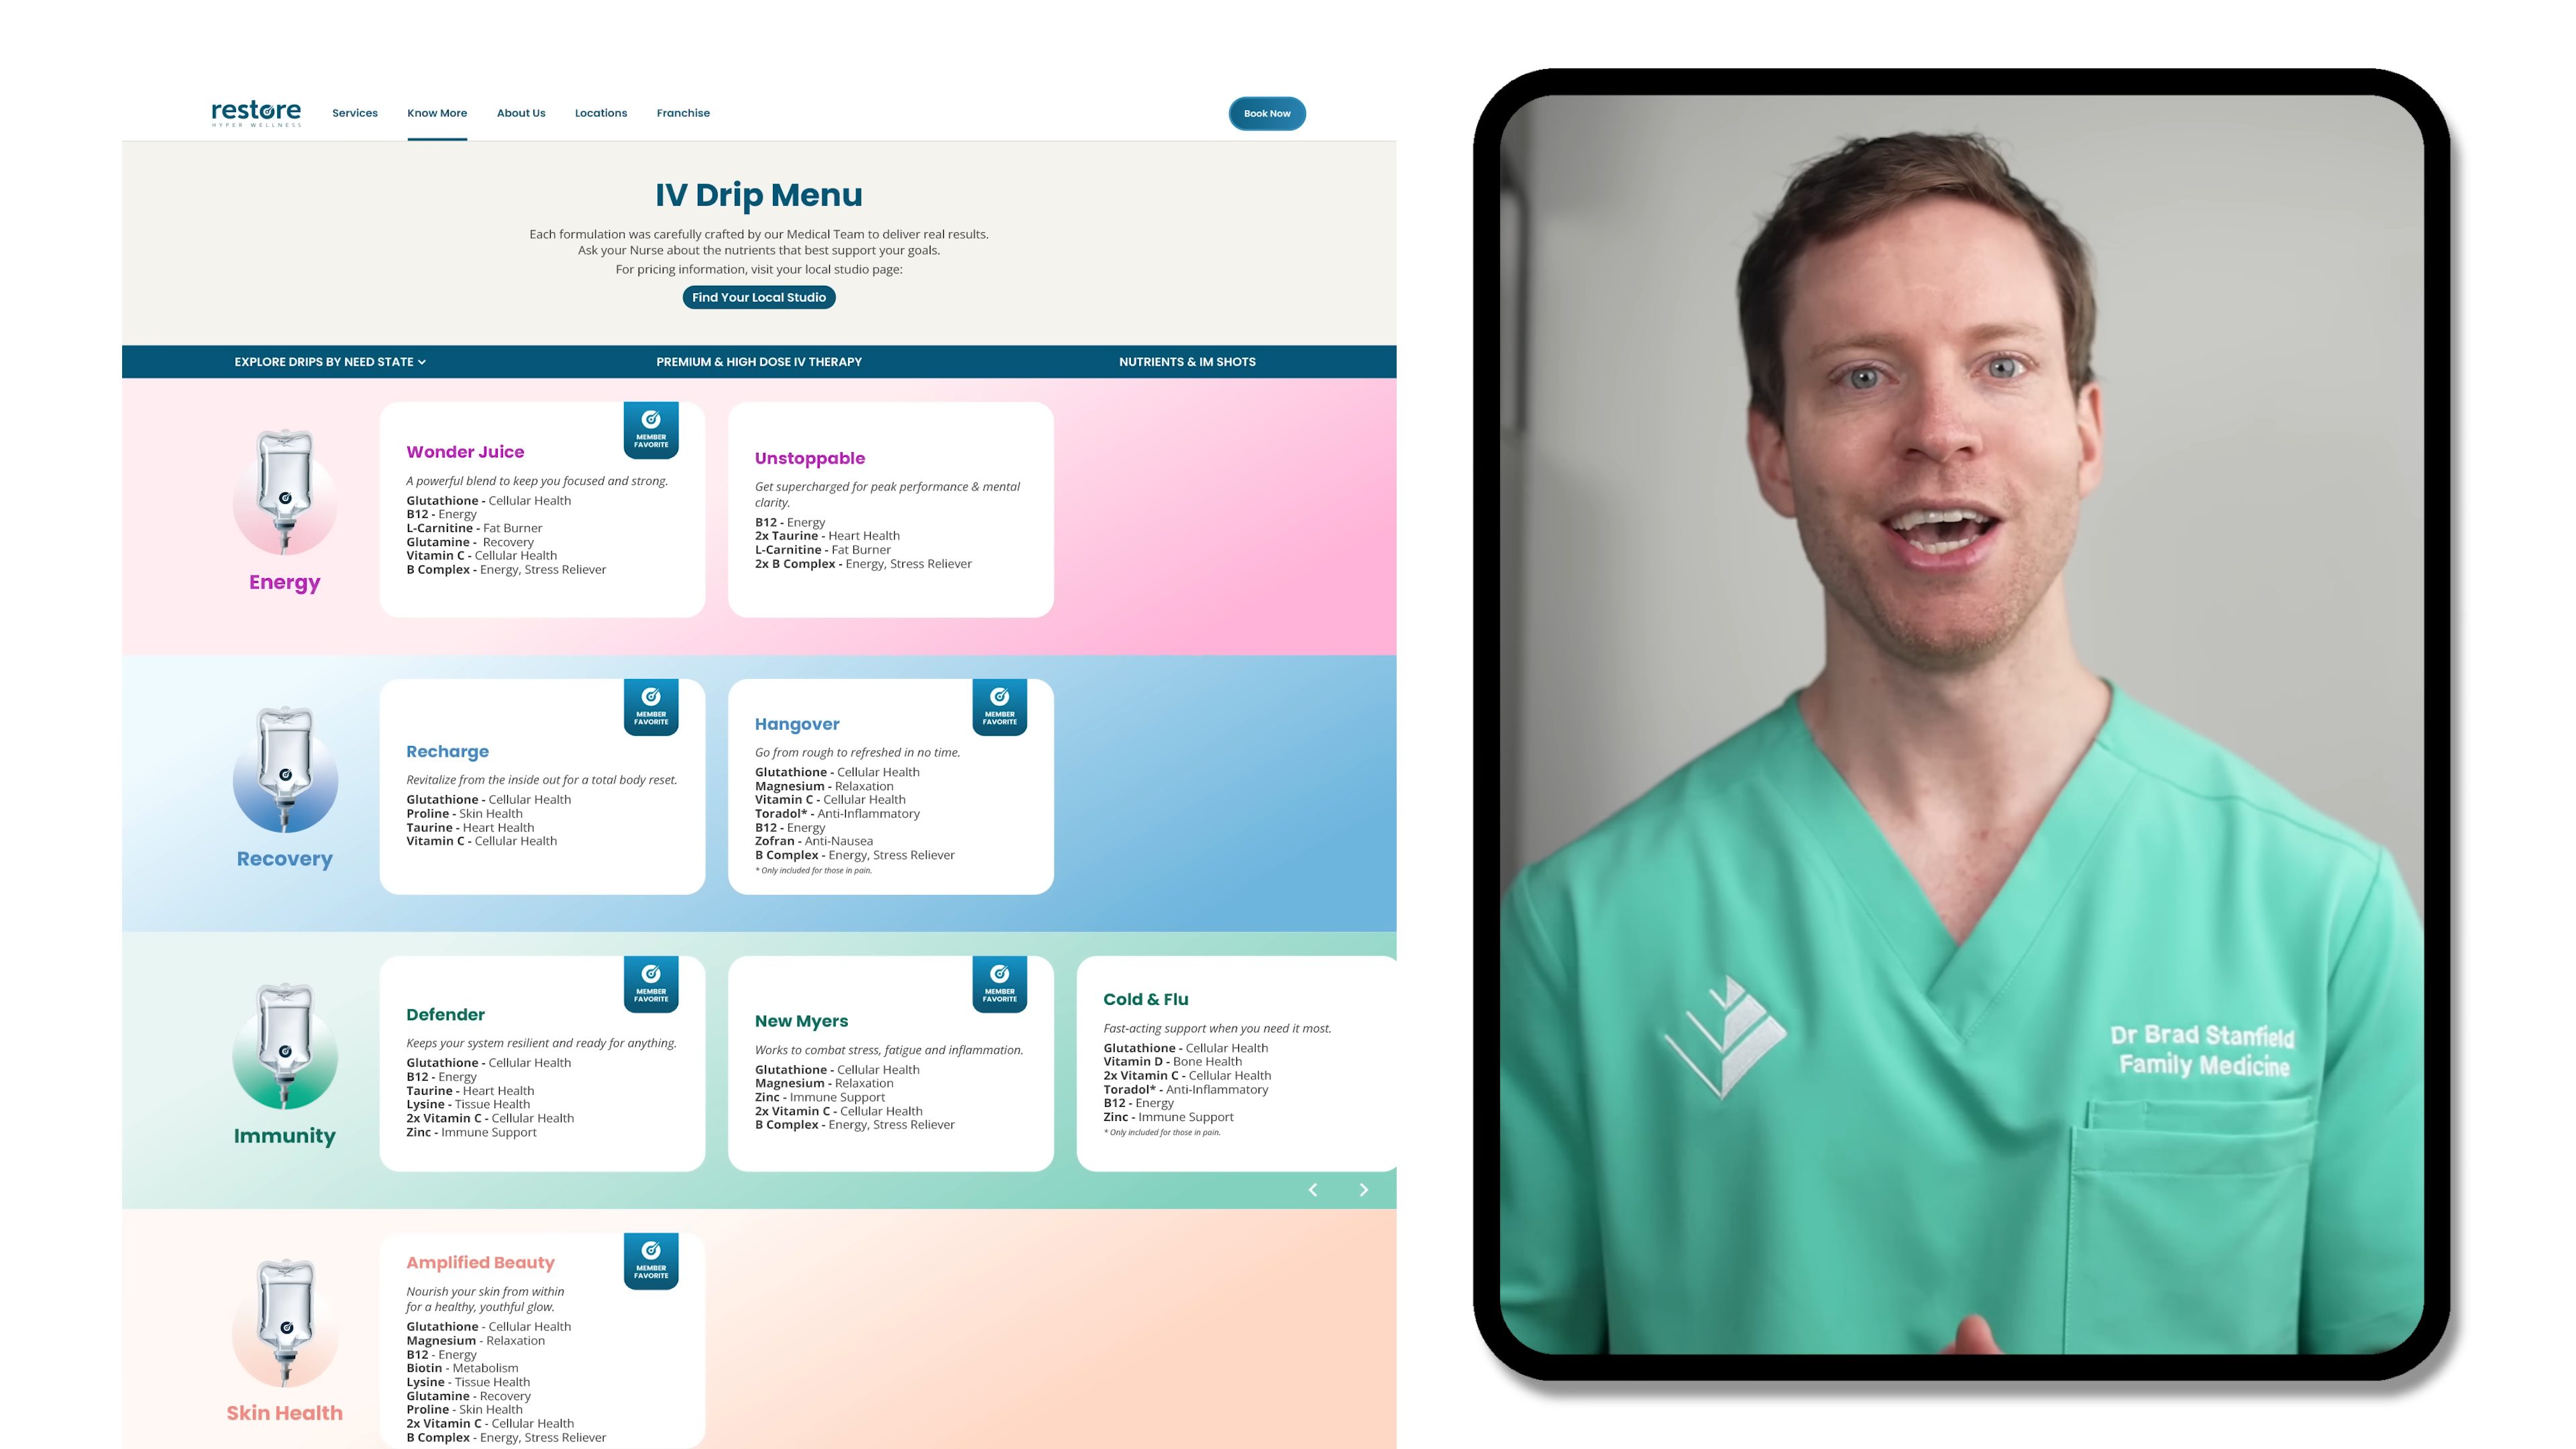 restore
HYPER WELLNESS
Services
Know More
About Us
Locations
Franchise
Book Now
IV Drip Menu
Each formulation was carefully crafted by our Medical Team to deliver real results.
Ask your Nurse about the nutrients that best support your goals.
For pricing information, visit your local studio page:
Find Your Local Studio
EXPLORE DRIPS BY NEED STATE
PREMIUM & HIGH DOSE IV THERAPY
NUTRIENTS & IM SHOTS
Energy
MEMBER
FAVORITE
Wonder Juice
A powerful blend to keep you focused and strong.
Glutathione - Cellular Health
B12 - Energy
L-Carnitine - Fat Burner
Glutamine - Recovery
Vitamin C - Cellular Health
B Complex - Energy, Stress Reliever
Unstoppable
Get supercharged for peak performance & mental
clarity.
B12 - Energy
2x Taurine - Heart Health
L-Carnitine - Fat Burner
2x B Complex - Energy, Stress Reliever
Recovery
MEMBER
FAVORITE
Recharge
Revitalize from the inside out for a total body reset.
Glutathione - Cellular Health
Proline - Skin Health
Taurine - Heart Health
Vitamin C - Cellular Health
MEMBER
FAVORITE
Hangover
Go from rough to refreshed in no time.
Glutathione - Cellular Health
Magnesium - Relaxation
Vitamin C - Cellular Health
Toradol* - Anti-Inflammatory
B12 - Energy
Zofran - Anti-Nausea
B Complex - Energy, Stress Reliever
* Only included for those in pain.
Immunity
MEMBER
FAVORITE
Defender
Keeps your system resilient and ready for anything.
Glutathione - Cellular Health
B12 - Energy
Taurine - Heart Health
Lysine - Tissue Health
2x Vitamin C - Cellular Health
Zinc - Immune Support
MEMBER
FAVORITE
New Myers
Works to combat stress, fatigue and inflammation.
Glutathione - Cellular Health
Magnesium - Relaxation
Zinc - Immune Support
2x Vitamin C - Cellular Health
B Complex - Energy, Stress Reliever
Cold & Flu
Fast-acting support when you need it most.
Glutathione - Cellular Health
Vitamin D - Bone Health
2x Vitamin C - Cellular Health
Toradol* - Anti-Inflammatory
B12 - Energy
Zinc - Immune Support
* Only included for those in pain.
Skin Health
MEMBER
FAVORITE
Amplified Beauty
Nourish your skin from within
for a healthy, youthful glow.
Glutathione - Cellular Health
Magnesium - Relaxation
B12 - Energy
Biotin - Metabolism
Lysine - Tissue Health
Glutamine - Recovery
Proline - Skin Health
2x Vitamin C - Cellular Health
B Complex - Energy, Stress Reliever
Dr Brad Stanfield
Family Medicine